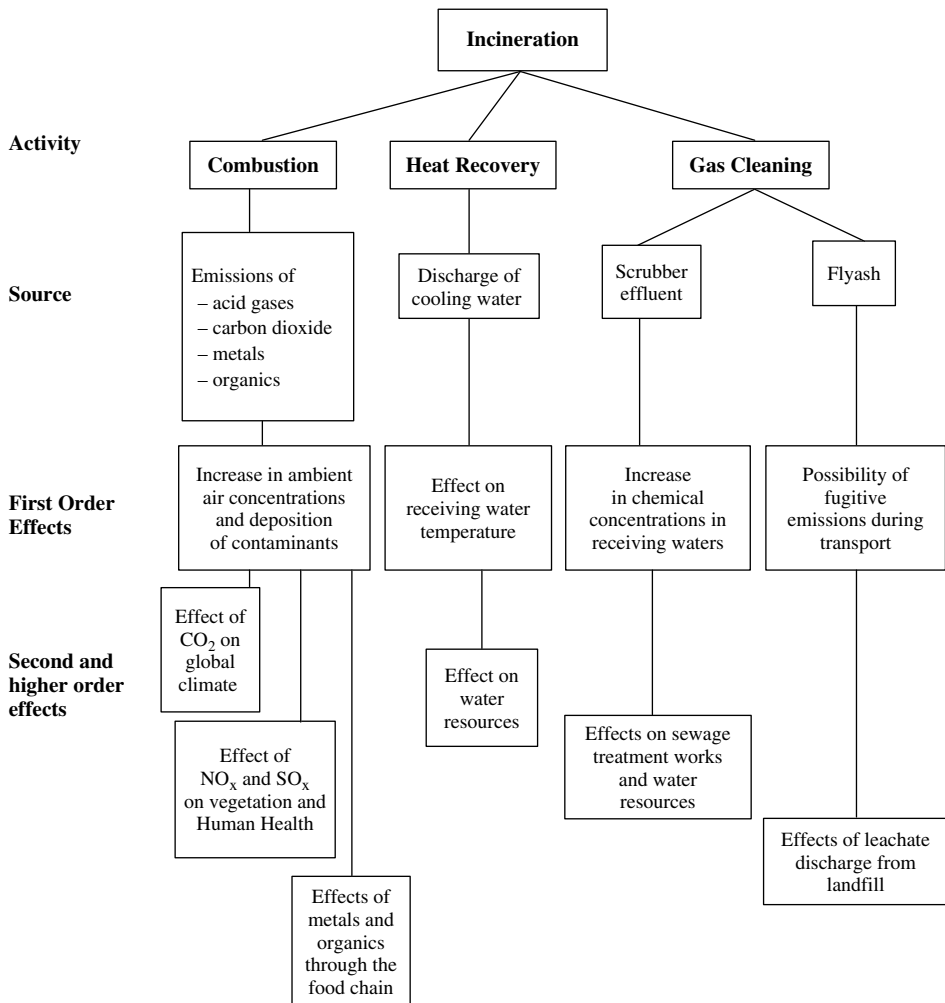 Incineration
Activity
Combustion
Heat Recovery
Gas Cleaning
Source
Emissions of
– acid gases
– carbon dioxide
– metals
– organics
Discharge of
cooling water
Scrubber
effluent
Flyash
First Order
Effects
Increase in ambient
air concentrations
and deposition
of contaminants
Effect on
receiving water
temperature
Increase
in chemical
concentrations in
receiving waters
Possibility of
fugitive
emissions during
transport
Second and
higher order
effects
Effect of
CO₂ on
global
climate
Effect of
NOₓ and SOₓ
on vegetation and
Human Health
Effects of
metals and
organics
through the
food chain
Effect on
water
resources
Effects on sewage
treatment works
and water
resources
Effects of leachate
discharge from
landfill